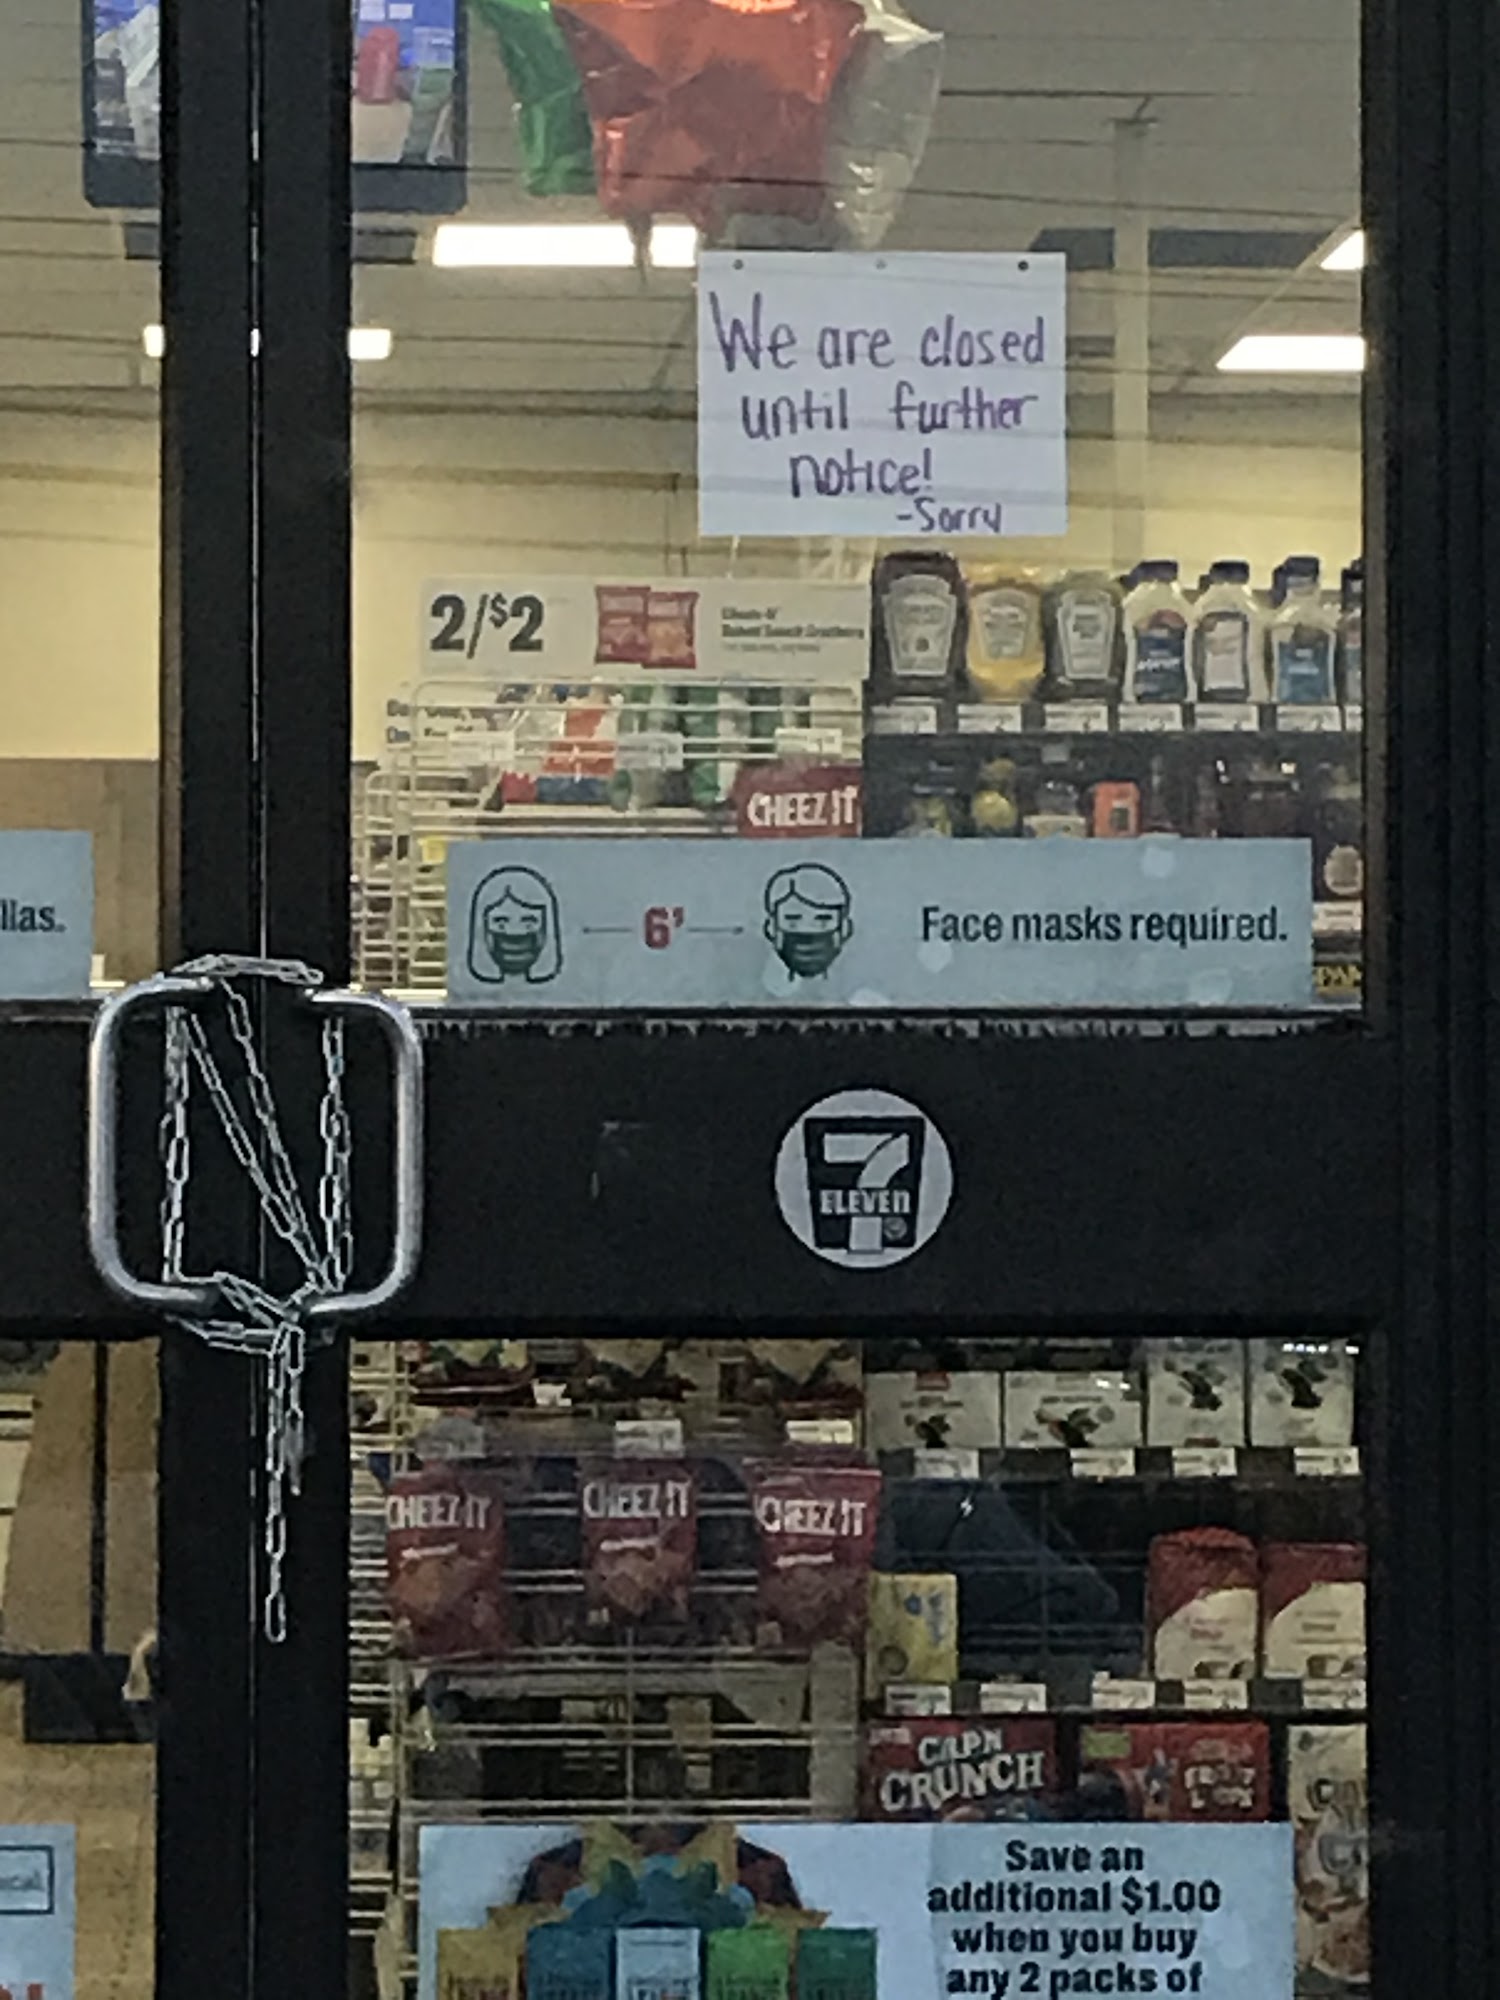 We are closed
until further
notice!
-Sorry
2/$2
CHEEZ IT
llas.
6'
Face masks required.
7
ELEVEN
CHEEZ IT
CHEEZ IT
CHEEZ IT
CAP'N
CRUNCH
Save an
additional $1.00
when you buy
any 2 packs of